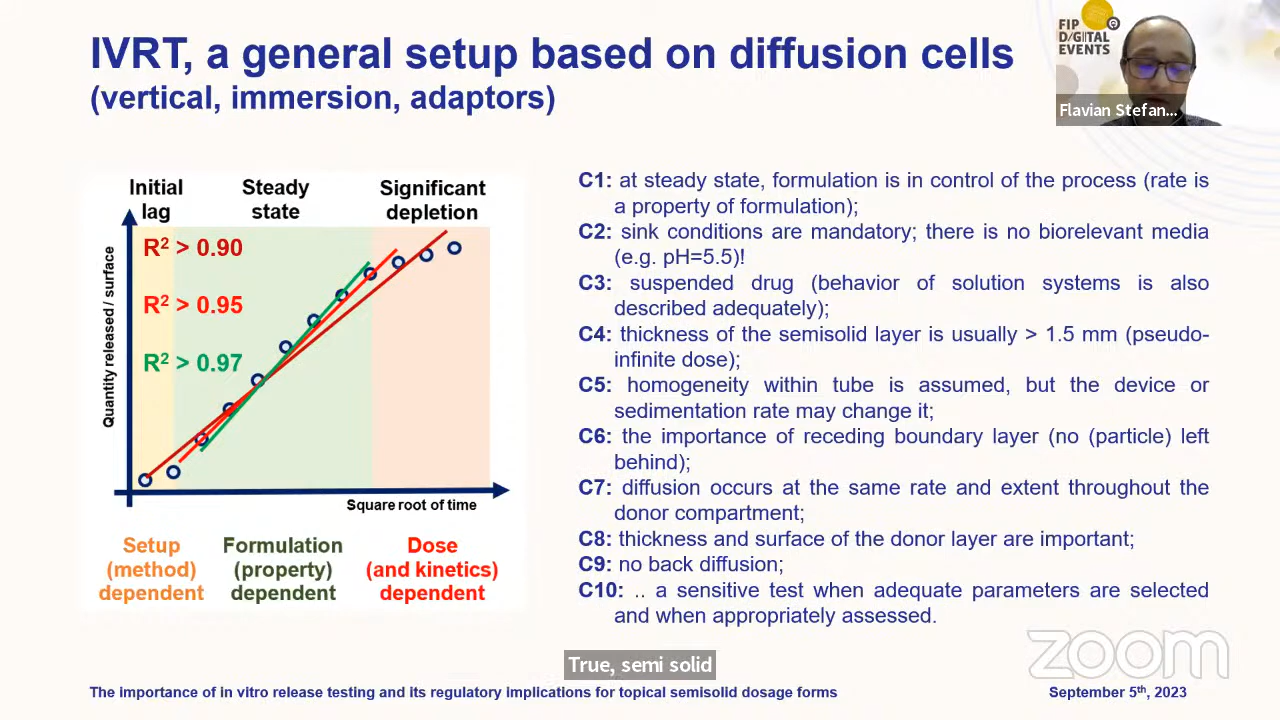 IVRT, a general setup based on diffusion cells
(vertical, immersion, adaptors)
FIP
D/G/TAL
EVENTS
Flavian Stefan...
Initial
lag
Steady
state
Significant
depletion
R² > 0.90
R² > 0.95
R² > 0.97
Quantity released / surface
Square root of time
Setup
(method)
dependent
Formulation
(property)
dependent
Dose
(and kinetics)
dependent
C1: at steady state, formulation is in control of the process (rate is
a property of formulation);
C2: sink conditions are mandatory; there is no biorelevant media
(e.g. pH=5.5)!
C3: suspended drug (behavior of solution systems is also
described adequately);
C4: thickness of the semisolid layer is usually > 1.5 mm (pseudo-
infinite dose);
C5: homogeneity within tube is assumed, but the device or
sedimentation rate may change it;
C6: the importance of receding boundary layer (no (particle) left
behind);
C7: diffusion occurs at the same rate and extent throughout the
donor compartment;
C8: thickness and surface of the donor layer are important;
C9: no back diffusion;
C10: .. a sensitive test when adequate parameters are selected
and when appropriately assessed.
zoom
True, semi solid
The importance of in vitro release testing and its regulatory implications for topical semisolid dosage forms
September 5th, 2023